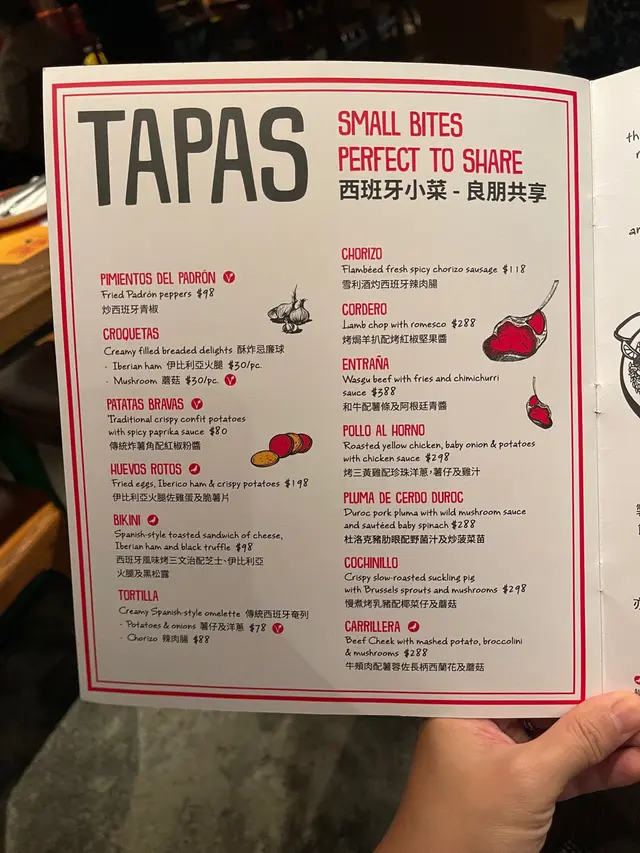 TAPAS
SMALL BITES
PERFECT TO SHARE
西班牙小菜 - 良朋共享
PIMIENTOS DEL PADRÓN
Fried Padrón peppers $98
炒西班牙青椒
CROQUETAS
Creamy filled breaded delights 酥炸忌廉球
- Iberian ham 伊比利亞火腿 $30/pc.
- Mushroom 蘑菇 $30/pc.
PATATAS BRAVAS
Traditional crispy confit potatoes
with spicy paprika sauce $80
傳統炸薯角配紅椒粉醬
HUEVOS ROTOS
Fried eggs, Iberico ham & crispy potatoes $198
伊比利亞火腿佐雞蛋及脆薯片
BIKINI
Spanish-style toasted sandwich of cheese,
Iberian ham and black truffle $98
西班牙風味烤三文治配芝士、伊比利亞
火腿及黑松露
TORTILLA
Creamy Spanish-style omelette 傳統西班牙奄列
- Potatoes & onions 薯仔及洋蔥 $78
- Chorizo 辣肉腸 $88
CHORIZO
Flambéed fresh spicy chorizo sausage $118
雪利酒灼西班牙辣肉腸
CORDERO
Lamb chop with romesco $288
烤焗羊扒配烤紅椒堅果醬
ENTRAÑA
Wasgu beef with fries and chimichurri
sauce $388
和牛配薯條及阿根廷青醬
POLLO AL HORNO
Roasted yellow chicken, baby onion & potatoes
with chicken sauce $298
烤三黃雞配珍珠洋蔥，薯仔及雞汁
PLUMA DE CERDO DUROC
Duroc pork pluma with wild mushroom sauce
and sautéed baby spinach $288
杜洛克豬肋眼配野菌汁及炒菠菜苗
COCHINILLO
Crispy slow-roasted suckling pig
with Brussels sprouts and mushrooms $298
慢煮烤乳豬配椰菜仔及蘑菇
CARRILLERA
Beef Cheek with mashed potato, broccolini
& mushrooms $288
牛頰肉配薯蓉佐長柄西蘭花及蘑菇